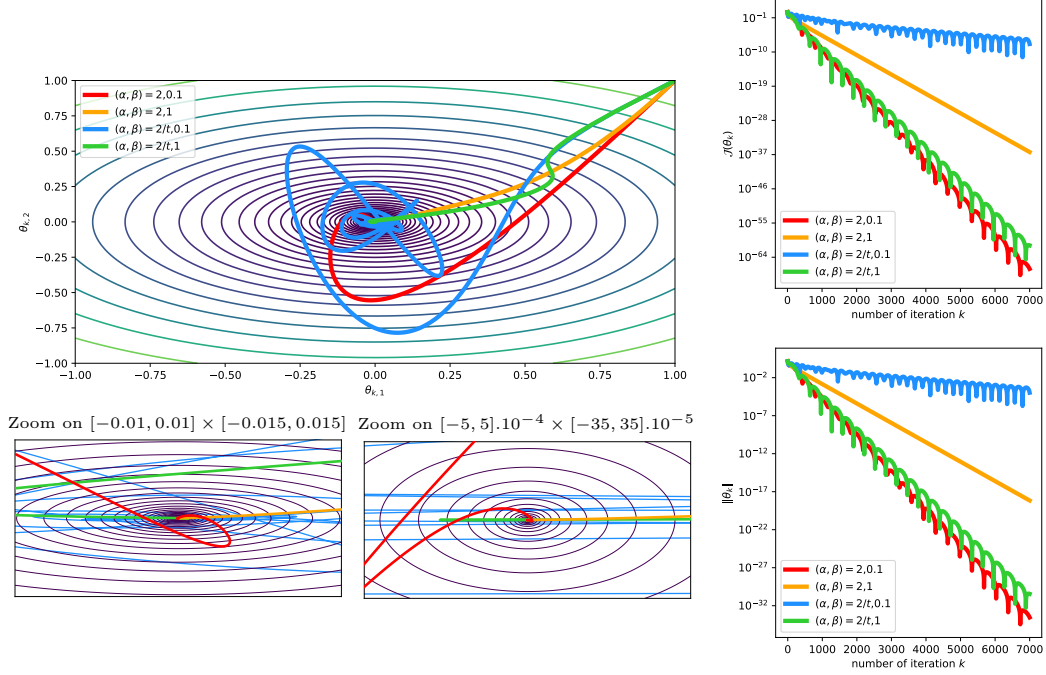 1.00
0.75
0.50
0.25
0.00
−0.25
−0.50
−0.75
−1.00
θk, 2
−1.00
−0.75
−0.50
−0.25
0.00
0.25
0.50
0.75
1.00
θk, 1
(α, β) = 2,0.1
(α, β) = 2,1
(α, β) = 2/t,0.1
(α, β) = 2/t,1
Zoom on [−0.01, 0.01] × [−0.015, 0.015]
Zoom on [−5, 5].10−4 × [−35, 35].10−5
10−1
10−10
10−19
10−28
10−37
10−46
10−55
10−64
𝒥(θk)
(α, β) = 2,0.1
(α, β) = 2,1
(α, β) = 2/t,0.1
(α, β) = 2/t,1
0
1000
2000
3000
4000
5000
6000
7000
number of iteration k
10−2
10−7
10−12
10−17
10−22
10−27
10−32
‖θk‖
(α, β) = 2,0.1
(α, β) = 2,1
(α, β) = 2/t,0.1
(α, β) = 2/t,1
0
1000
2000
3000
4000
5000
6000
7000
number of iteration k